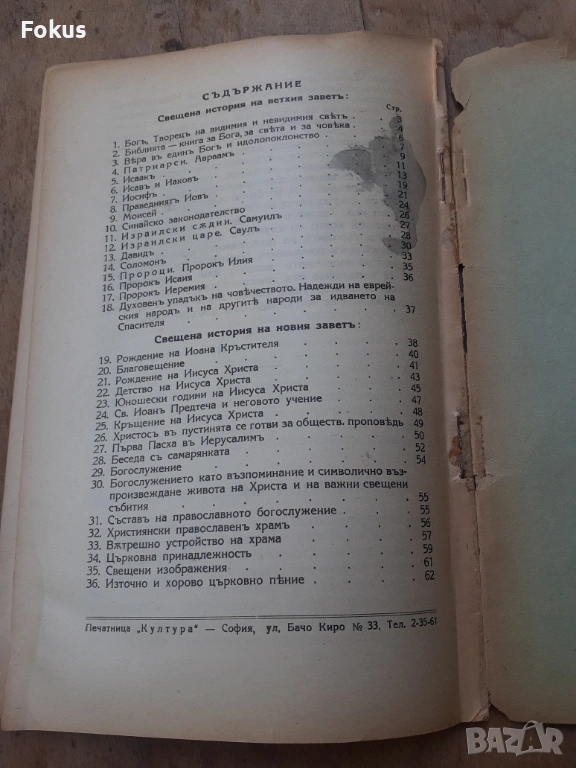 Fokus
СЪДЪРЖАНИЕ
Свещена история на ветхия заветъ:
Стр.
1. Богъ, Творецъ на видимия и невидимия свѣтъ . 3
2. Библията — книга за Бога, за свѣта и за човѣка . 4
3. Вѣра въ единъ Богъ и идолопоклонство . 6
4. Патриарси. Авраамъ . 7
5. Исаакъ . 9
6. Исавъ и Иаковъ . 11
7. Иосифъ . 13
8. Праведниятъ Иовъ . 19
9. Моисей . 21
10. Синайско законодателство . 24
11. Израилски сѫдии. Самуилъ . 26
12. Израилски царе. Саулъ . 27
13. Давидъ . 28
14. Соломонъ . 30
15. Пророци. Пророкъ Илия . 33
16. Пророкъ Исаия . 35
17. Пророкъ Иеремия . 36
18. Духовенъ упадъкъ на човѣчеството. Надежди на еврей-
ския народъ и на другитѣ народи за идването на
Спасителя . 37
Свещена история на новия заветъ:
19. Рождение на Иоана Кръстителя . 38
20. Благовещение . 40
21. Рождение на Иисуса Христа . 41
22. Детство на Иисуса Христа . 43
23. Юношески години на Иисуса Христа . 45
24. Св. Иоанъ Предтеча и неговото учение . 47
25. Кръщение на Иисуса Христа . 48
26. Христосъ въ пустинята се готви за обществ. проповѣдь 49
27. Първа Пасха въ Иерусалимъ . 50
28. Беседа съ самарянката . 52
29. Богослужение . 54
30. Богослужението като възпоминание и символично въз-
произвеждане живота на Христа и на важни свещени
събития . 55
31. Съставъ на православното богослужение . 55
32. Християнски православенъ храмъ . 56
33. Вѫтрешно устройство на храма . 57
34. Църковна принадлежность . 59
35. Свещени изображения . 61
36. Източно и хорово църковно пѣние . 62
Печатница „Култура“ — София, ул, Бачо Киро № 33, Тел. 2-35-61
BAZAR